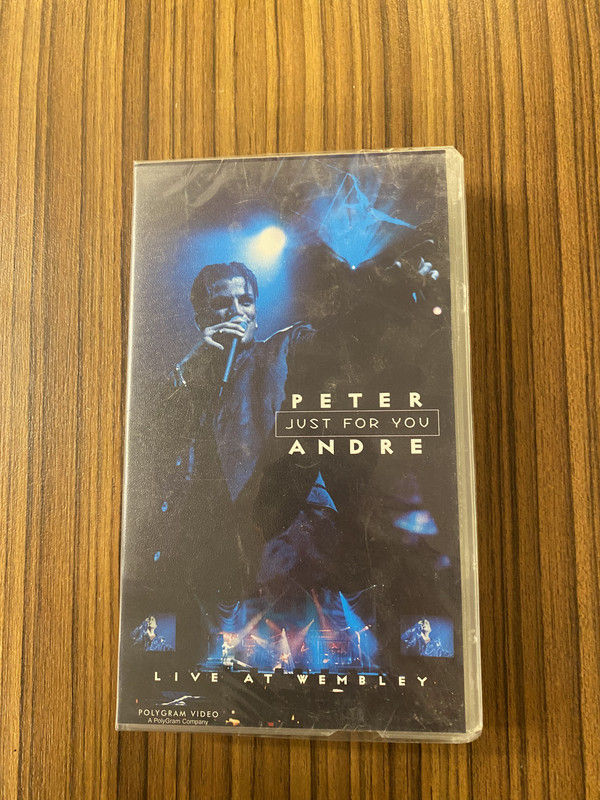 PETER
JUST FOR YOU
ANDRE
LIVE AT WEMBLEY
POLYGRAM VIDEO
A PolyGram Company